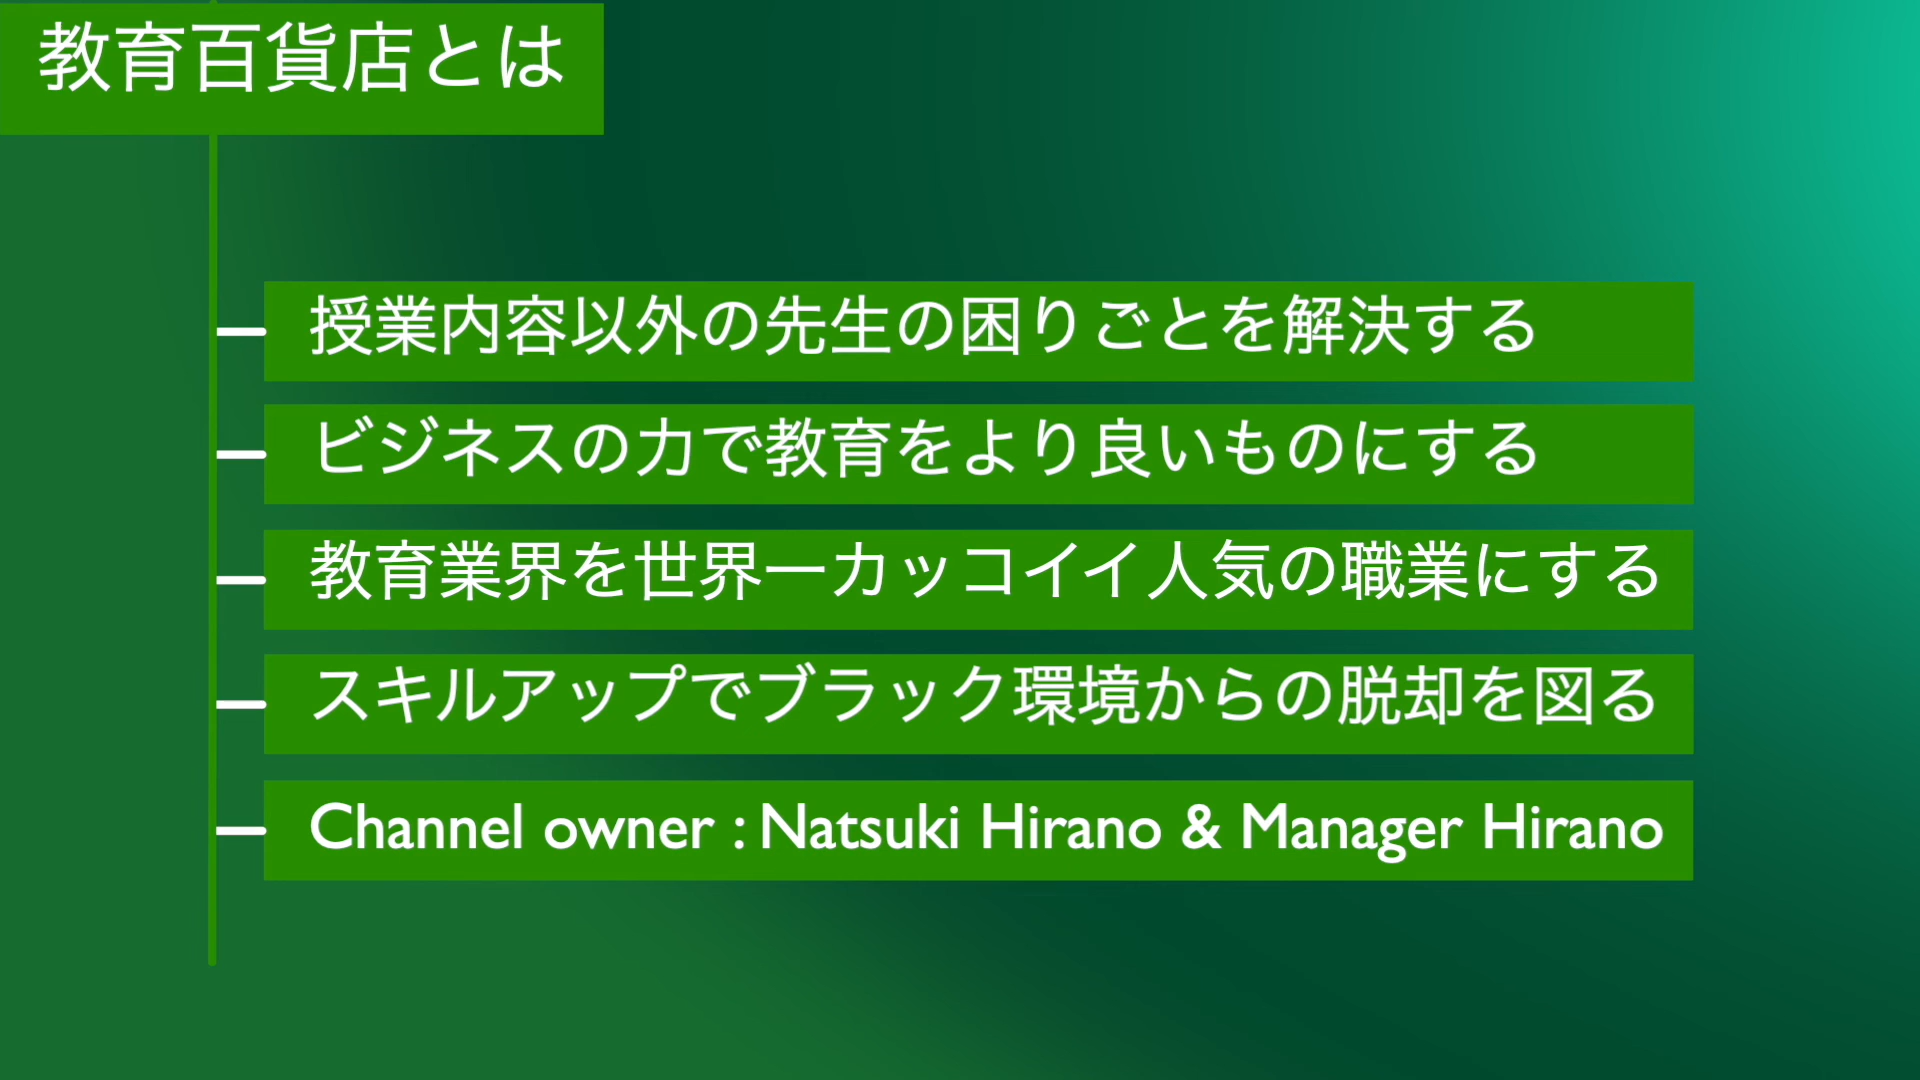 教育百貨店とは
授業内容以外の先生の困りごとを解決する
ビジネスの力で教育をより良いものにする
教育業界を世界一カッコイイ人気の職業にする
スキルアップでブラック環境からの脱却を図る
Channel owner : Natsuki Hirano & Manager Hirano